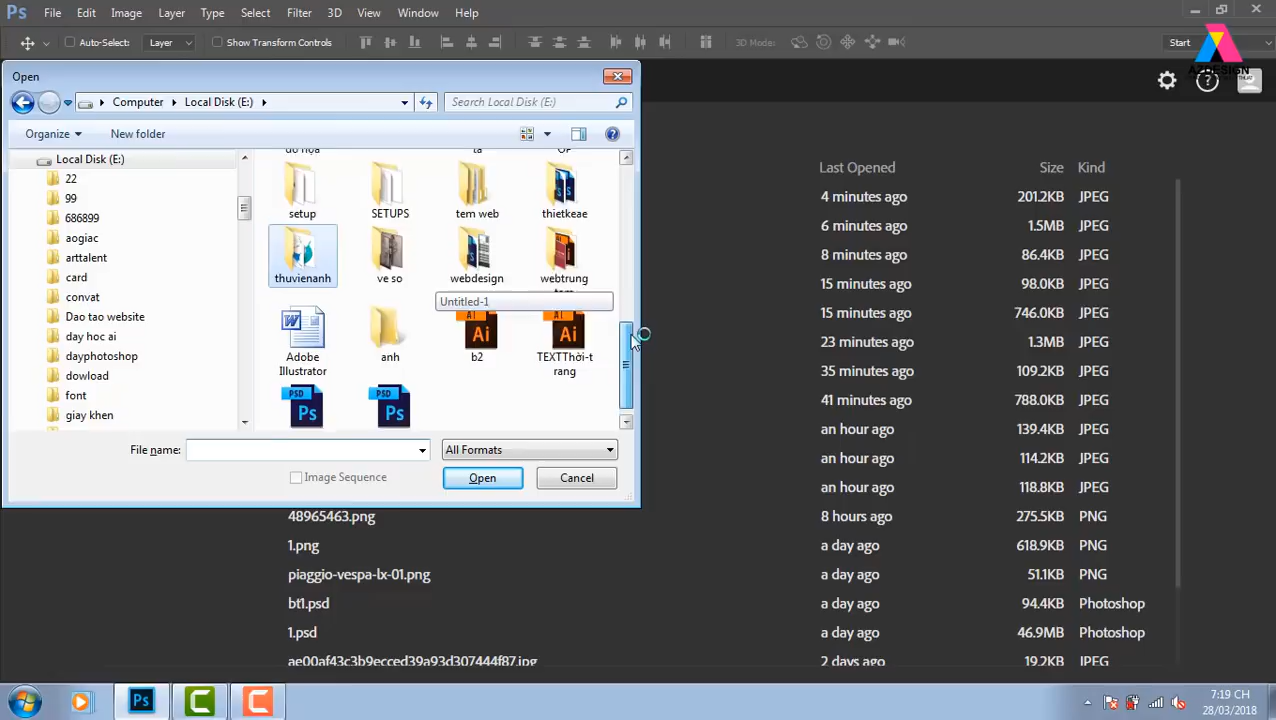 Ps File Edit Image Layer Type Select Filter 3D View Window Help
Auto-Select: Layer Show Transform Controls 3D Mode: Start
AZDESIGN
Open
Computer Local Disk (E:) Search Local Disk (E:)
Organize New folder
Local Disk (E:)
22
99
686899
aogiac
arttalent
card
convat
Dao tao website
day hoc ai
dayphotoshop
dowload
font
giay khen
do họa
setup SETUPS tem web thietkeae
thuvienanh ve so webdesign webtrung
Untitled-1
Adobe
Illustrator
anh b2 TEXTThời-t
rang
File name: All Formats
Image Sequence Open Cancel
Last Opened Size Kind
4 minutes ago 201.2KB JPEG
6 minutes ago 1.5MB JPEG
8 minutes ago 86.4KB JPEG
15 minutes ago 98.0KB JPEG
15 minutes ago 746.0KB JPEG
23 minutes ago 1.3MB JPEG
35 minutes ago 109.2KB JPEG
41 minutes ago 788.0KB JPEG
an hour ago 139.4KB JPEG
an hour ago 114.2KB JPEG
an hour ago 118.8KB JPEG
48965463.png 8 hours ago 275.5KB PNG
1.png a day ago 618.9KB PNG
piaggio-vespa-lx-01.png a day ago 51.1KB PNG
bt1.psd a day ago 94.4KB Photoshop
1.psd a day ago 46.9MB Photoshop
ae00af43c3b9ecced39a93d307444f87.jpg 2 days ago 19.2KB JPEG
7:19 CH
28/03/2018